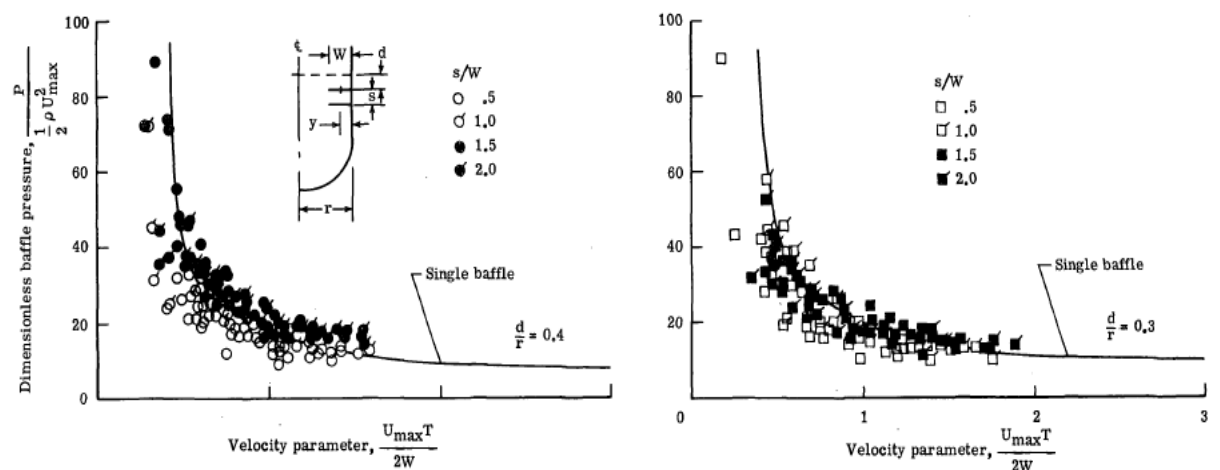 100
80
60
40
20
0
Dimensionless baffle pressure, P / 1/2 ρ U²max
℄
W
d
s
y
r
s/W
.5
1.0
1.5
2.0
Single baffle
d/r = 0.4
Velocity parameter, UmaxT / 2W
100
80
60
40
20
0
1
2
3
s/W
.5
1.0
1.5
2.0
Single baffle
d/r = 0.3
Velocity parameter, UmaxT / 2W